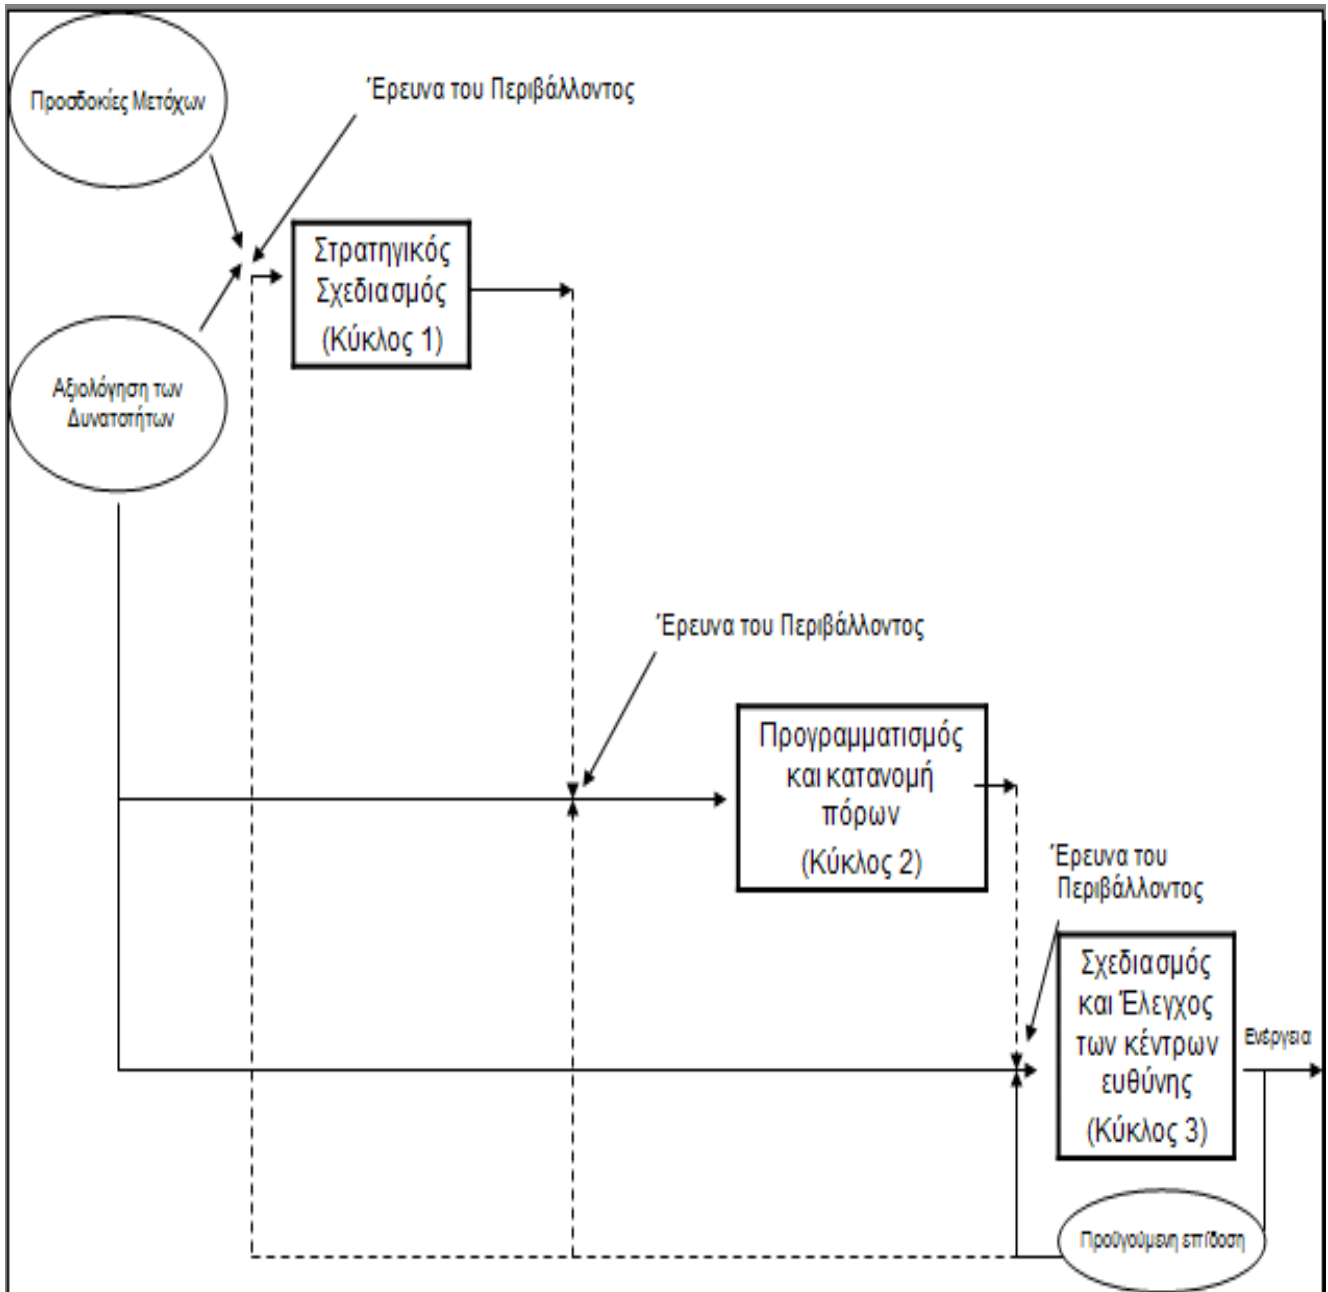 Προσδοκίες Μετόχων
Έρευνα του Περιβάλλοντος
Στρατηγικός
Σχεδιασμός
(Κύκλος 1)
Αξιολόγηση των
Δυνατοτήτων
Έρευνα του Περιβάλλοντος
Προγραμματισμός
και κατανομή
πόρων
(Κύκλος 2)
Έρευνα του
Περιβάλλοντος
Σχεδιασμός
και Έλεγχος
των κέντρων
ευθύνης
(Κύκλος 3)
Ενέργεια
Προϋγούμενη επίδοση